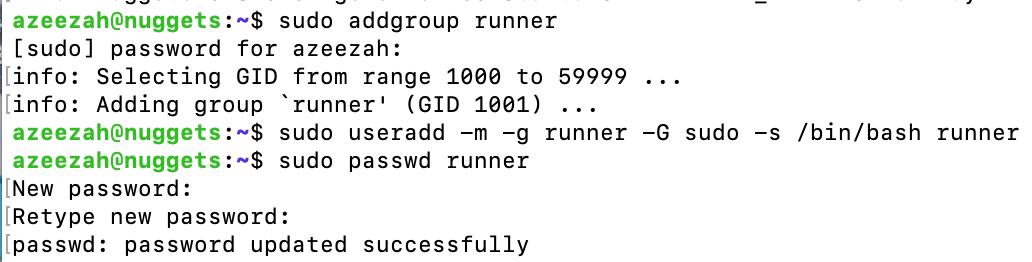 azeezah@nuggets:~$ sudo addgroup runner
[sudo] password for azeezah:
[info: Selecting GID from range 1000 to 59999 ...
[info: Adding group `runner' (GID 1001) ...
azeezah@nuggets:~$ sudo useradd -m -g runner -G sudo -s /bin/bash runner
azeezah@nuggets:~$ sudo passwd runner
[New password:
[Retype new password:
[passwd: password updated successfully